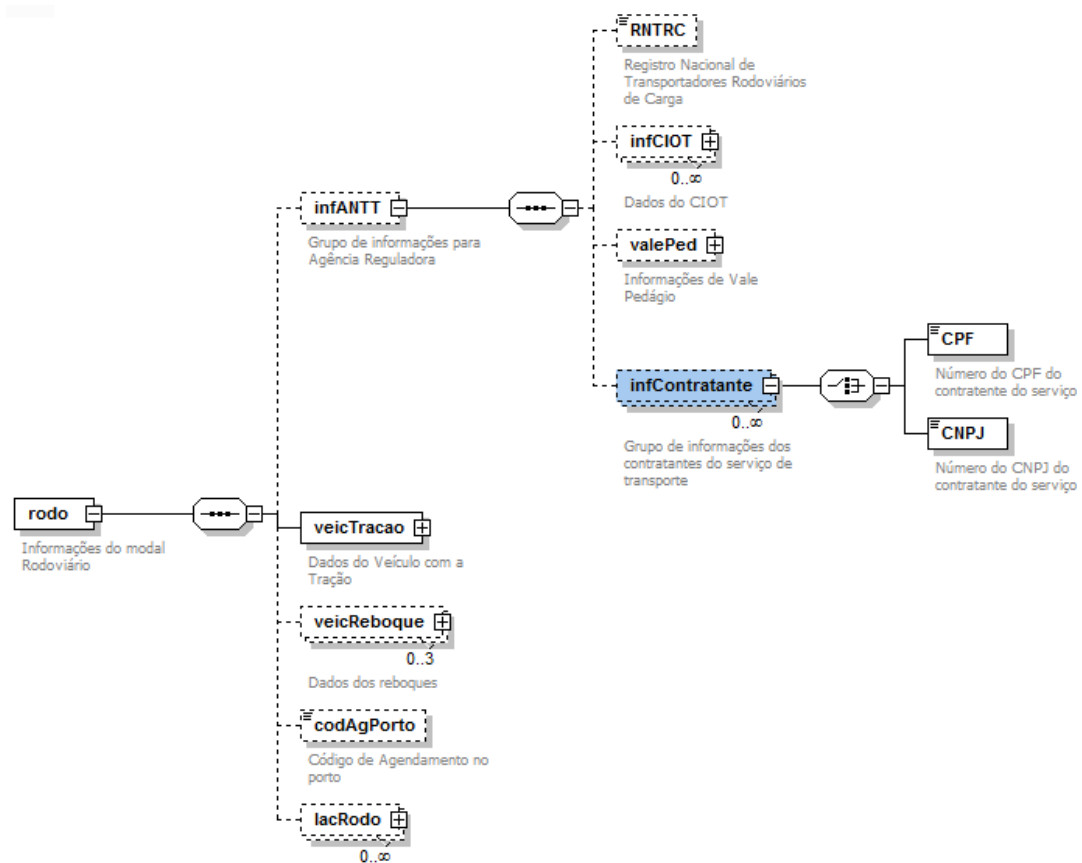 RNTRC
Registro Nacional de
Transportadores Rodoviários
de Carga
infCIOT
0..∞
Dados do CIOT
infANTT
Grupo de informações para
Agência Reguladora
valePed
Informações de Vale
Pedágio
infContratante
0..∞
Grupo de informações dos
contratantes do serviço de
transporte
CPF
Número do CPF do
contratente do serviço
CNPJ
Número do CNPJ do
contratante do serviço
rodo
Informações do modal
Rodoviário
veicTracao
Dados do Veículo com a
Tração
veicReboque
0..3
Dados dos reboques
codAgPorto
Código de Agendamento no
porto
lacRodo
0..∞